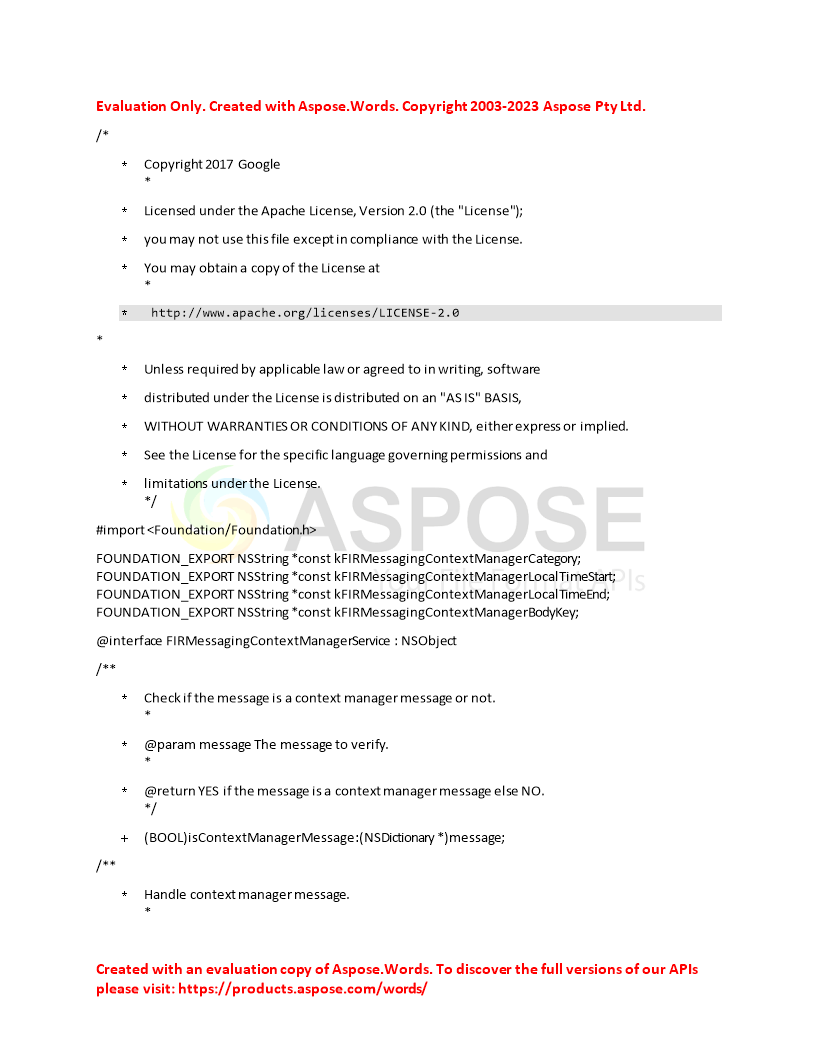 Evaluation Only. Created with Aspose.Words. Copyright 2003-2023 Aspose Pty Ltd.
/*
* Copyright 2017 Google
*
* Licensed under the Apache License, Version 2.0 (the "License");
* you may not use this file except in compliance with the License.
* You may obtain a copy of the License at
*
* http://www.apache.org/licenses/LICENSE-2.0
*
* Unless required by applicable law or agreed to in writing, software
* distributed under the License is distributed on an "AS IS" BASIS,
* WITHOUT WARRANTIES OR CONDITIONS OF ANY KIND, either express or implied.
* See the License for the specific language governing permissions and
* limitations under the License.
*/
ASPOSE
#import <Foundation/Foundation.h>
FOUNDATION_EXPORT NSString *const kFIRMessagingContextManagerCategory;
FOUNDATION_EXPORT NSString *const kFIRMessagingContextManagerLocalTimeStart;
FOUNDATION_EXPORT NSString *const kFIRMessagingContextManagerLocalTimeEnd;
FOUNDATION_EXPORT NSString *const kFIRMessagingContextManagerBodyKey;
@interface FIRMessagingContextManagerService : NSObject
/**
* Check if the message is a context manager message or not.
*
* @param message The message to verify.
*
* @return YES if the message is a context manager message else NO.
*/
+ (BOOL)isContextManagerMessage:(NSDictionary *)message;
/**
* Handle context manager message.
*
Created with an evaluation copy of Aspose.Words. To discover the full versions of our APIs
please visit: https://products.aspose.com/words/